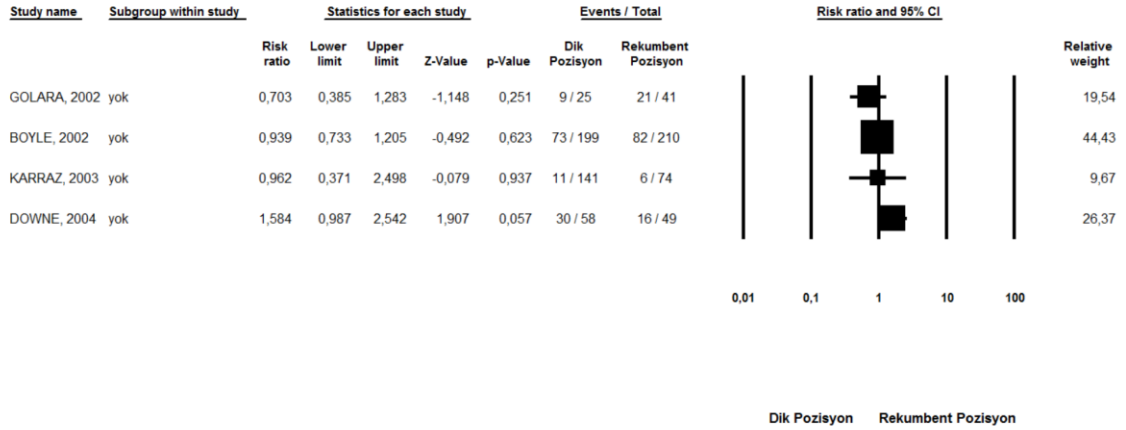 Study name Subgroup within study Statistics for each study Events / Total Risk ratio and 95% CI
Risk ratio Lower limit Upper limit Z-Value p-Value Dik Pozisyon Rekumbent Pozisyon Relative weight
GOLARA, 2002 yok 0,703 0,385 1,283 -1,148 0,251 9 / 25 21 / 41 19,54
BOYLE, 2002 yok 0,939 0,733 1,205 -0,492 0,623 73 / 199 82 / 210 44,43
KARRAZ, 2003 yok 0,962 0,371 2,498 -0,079 0,937 11 / 141 6 / 74 9,67
DOWNE, 2004 yok 1,584 0,987 2,542 1,907 0,057 30 / 58 16 / 49 26,37
0,01 0,1 1 10 100
Dik Pozisyon Rekumbent Pozisyon